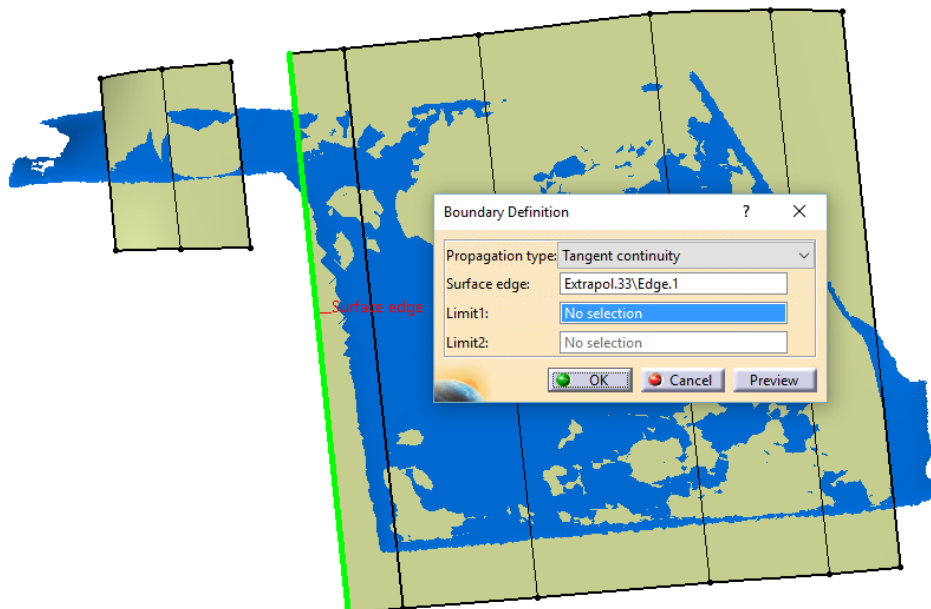 Boundary Definition ? ×
Propagation type: Tangent continuity
Surface edge: Extrapol.33\Edge.1
Limit1: No selection
Limit2: No selection
OK Cancel Preview
Surface edge